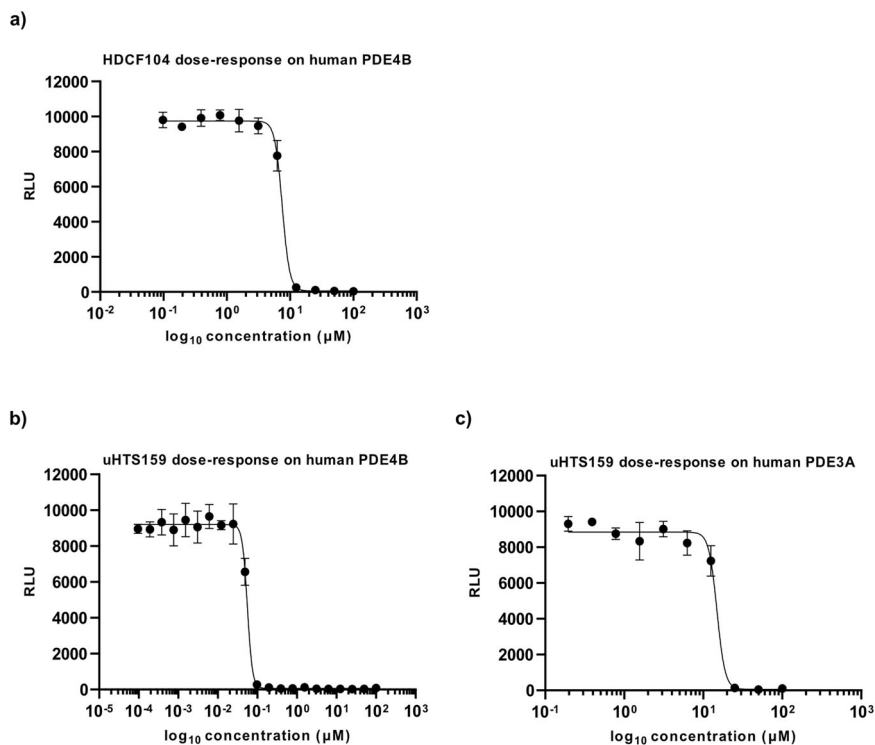 a)
HDCF104 dose-response on human PDE4B
12000
10000
8000
6000
4000
2000
0
RLU
10-2 10-1 100 101 102 103
log10 concentration (µM)
b)
uHTS159 dose-response on human PDE4B
12000
10000
8000
6000
4000
2000
0
RLU
10-5 10-4 10-3 10-2 10-1 100 101 102 103
log10 concentration (µM)
c)
uHTS159 dose-response on human PDE3A
12000
10000
8000
6000
4000
2000
0
RLU
10-1 100 101 102 103
log10 concentration (µM)